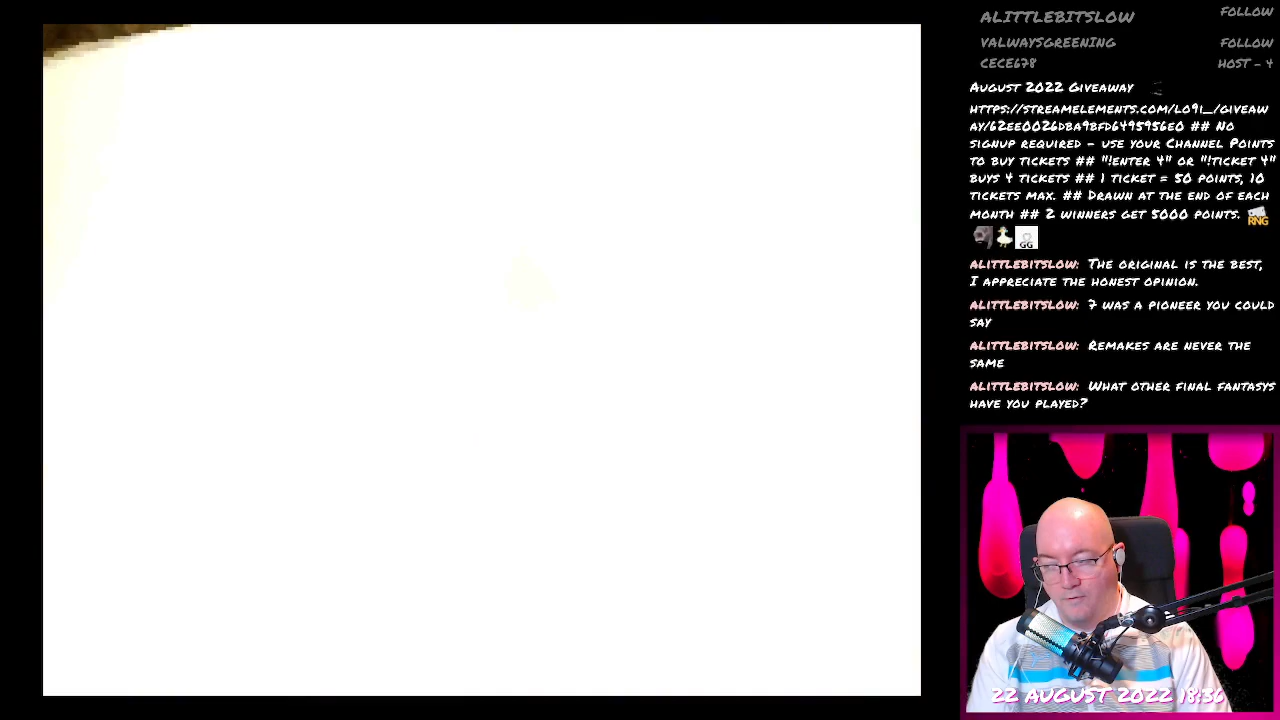 ALITTLEBITSLOW FOLLOW
VALWAYSGREENING FOLLOW
CECE678 HOST - 4
AUGUST 2022 GIVEAWAY
HTTPS://STREAMELEMENTS.COM/LO9I_/GIVEAW
AY/62EE0026DBA9BFD6495956E0 ## NO
SIGNUP REQUIRED - USE YOUR CHANNEL POINTS
TO BUY TICKETS ## "!ENTER 4" OR "!TICKET 4"
BUYS 4 TICKETS ## 1 TICKET = 50 POINTS, 10
TICKETS MAX. ## DRAWN AT THE END OF EACH
MONTH ## 2 WINNERS GET 5000 POINTS. RNG
GG
ALITTLEBITSLOW: THE ORIGINAL IS THE BEST,
I APPRECIATE THE HONEST OPINION.
ALITTLEBITSLOW: 7 WAS A PIONEER YOU COULD
SAY
ALITTLEBITSLOW: REMAKES ARE NEVER THE
SAME
ALITTLEBITSLOW: WHAT OTHER FINAL FANTASYS
HAVE YOU PLAYED?
22 AUGUST 2022 18:36